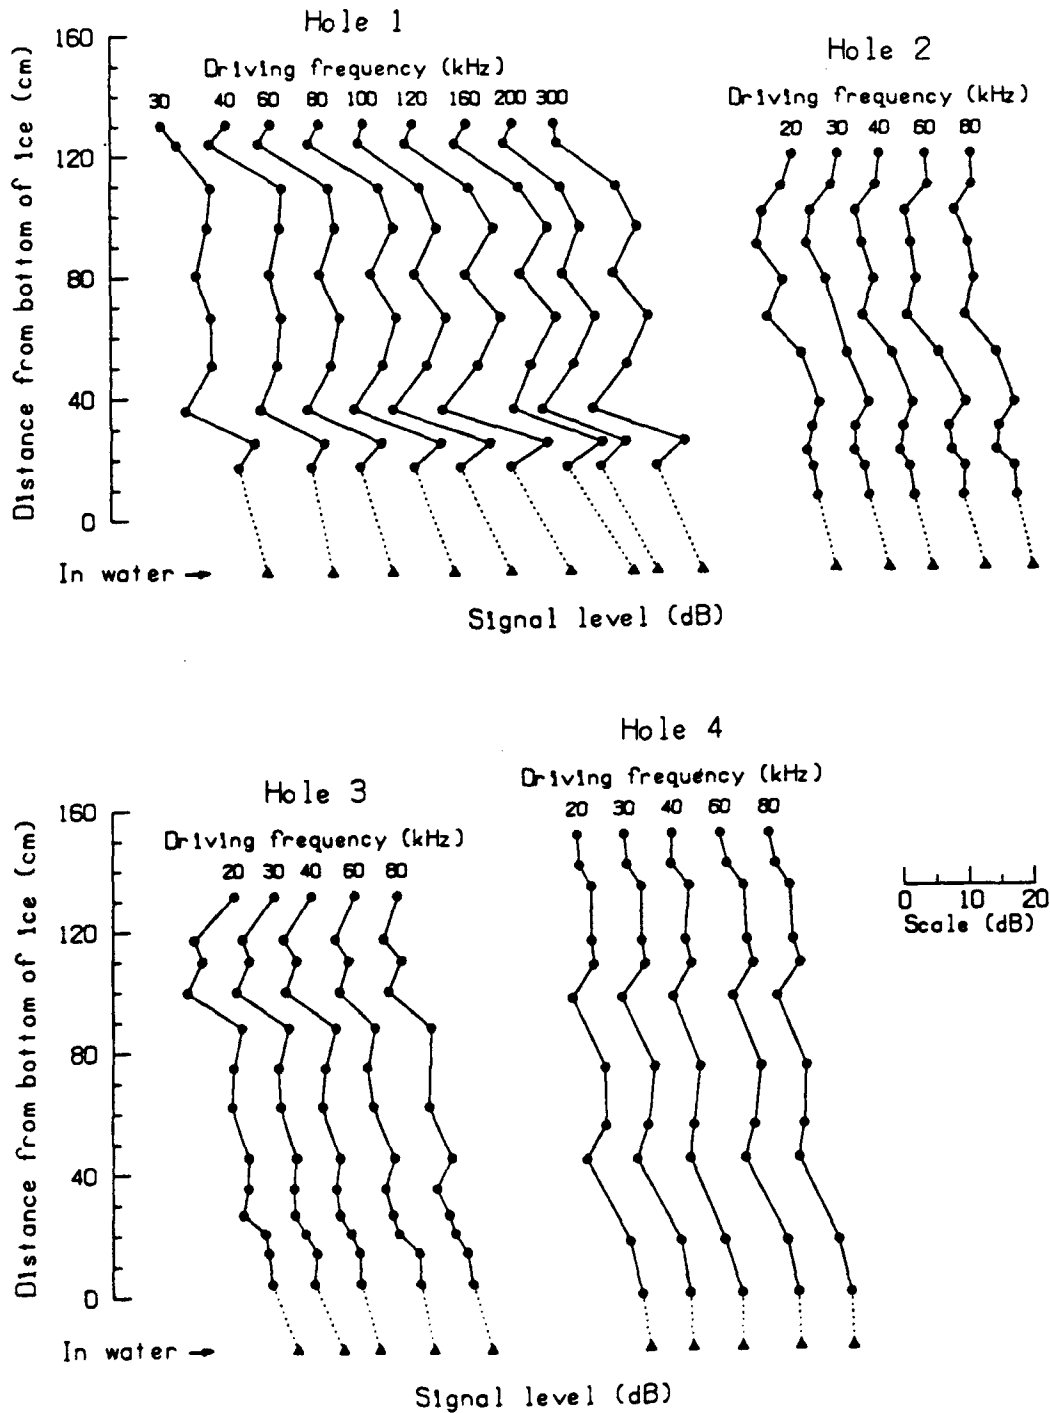 Hole 1
Driving frequency (kHz)
30 40 60 80 100 120 160 200 300
Distance from bottom of ice (cm)
160
120
80
40
0
In water →
Hole 2
Driving frequency (kHz)
20 30 40 60 80
Signal level (dB)
Hole 3
Driving frequency (kHz)
20 30 40 60 80
Distance from bottom of ice (cm)
160
120
80
40
0
In water →
Hole 4
Driving frequency (kHz)
20 30 40 60 80
0 10 20
Scale (dB)
Signal level (dB)